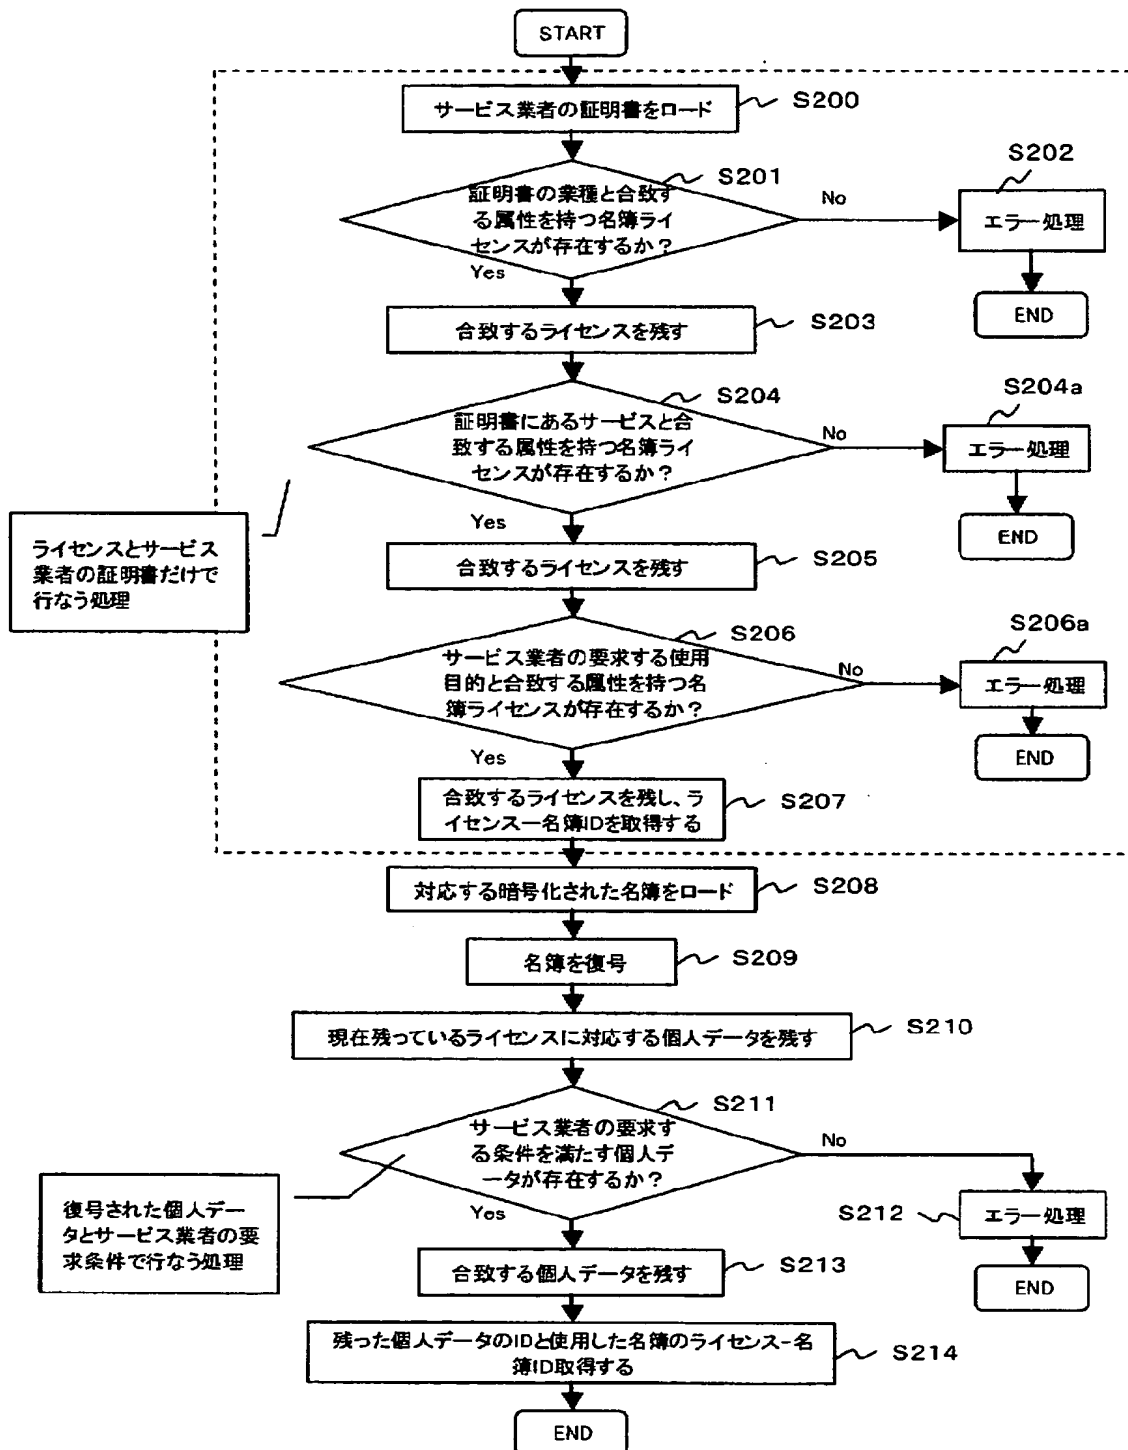 START
サービス業者の証明書をロード
S200
S201
証明書の業種と合致す
る属性を持つ名簿ライ
センスが存在するか?
No
S202
エラー処理
END
Yes
合致するライセンスを残す
S203
S204
証明書にあるサービスと合
致する属性を持つ名簿ライ
センスが存在するか?
No
S204a
エラー処理
END
Yes
ライセンスとサービス
業者の証明書だけで
行なう処理
合致するライセンスを残す
S205
S206
サービス業者の要求する使用
目的と合致する属性を持つ名
簿ライセンスが存在するか?
No
S206a
エラー処理
END
Yes
合致するライセンスを残し、ラ
イセンスー名簿IDを取得する
S207
対応する暗号化された名簿をロード
S208
名簿を復号
S209
現在残っているライセンスに対応する個人データを残す
S210
S211
サービス業者の要求す
る条件を満たす個人デ
ータが存在するか?
No
S212
エラー処理
END
Yes
復号された個人デー
タとサービス業者の要
求条件で行なう処理
合致する個人データを残す
S213
残った個人データのIDと使用した名簿のライセンス-名
簿ID取得する
S214
END